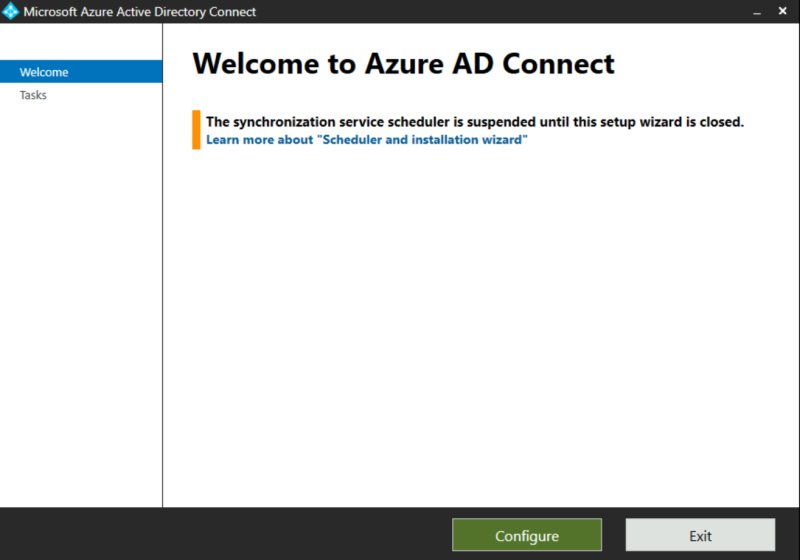 Microsoft Azure Active Directory Connect
Welcome
Tasks
Welcome to Azure AD Connect
The synchronization service scheduler is suspended until this setup wizard is closed.
Learn more about "Scheduler and installation wizard"
Configure
Exit